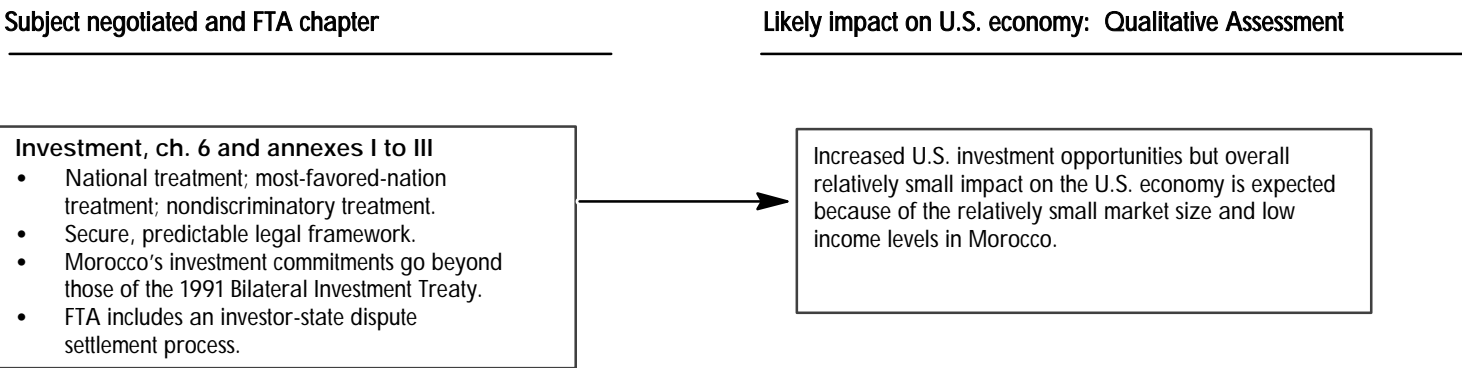 Subject negotiated and FTA chapter
Likely impact on U.S. economy: Qualitative Assessment
Investment, ch. 6 and annexes I to III
• National treatment; most-favored-nation
treatment; nondiscriminatory treatment.
• Secure, predictable legal framework.
• Morocco's investment commitments go beyond
those of the 1991 Bilateral Investment Treaty.
• FTA includes an investor-state dispute
settlement process.
Increased U.S. investment opportunities but overall
relatively small impact on the U.S. economy is expected
because of the relatively small market size and low
income levels in Morocco.